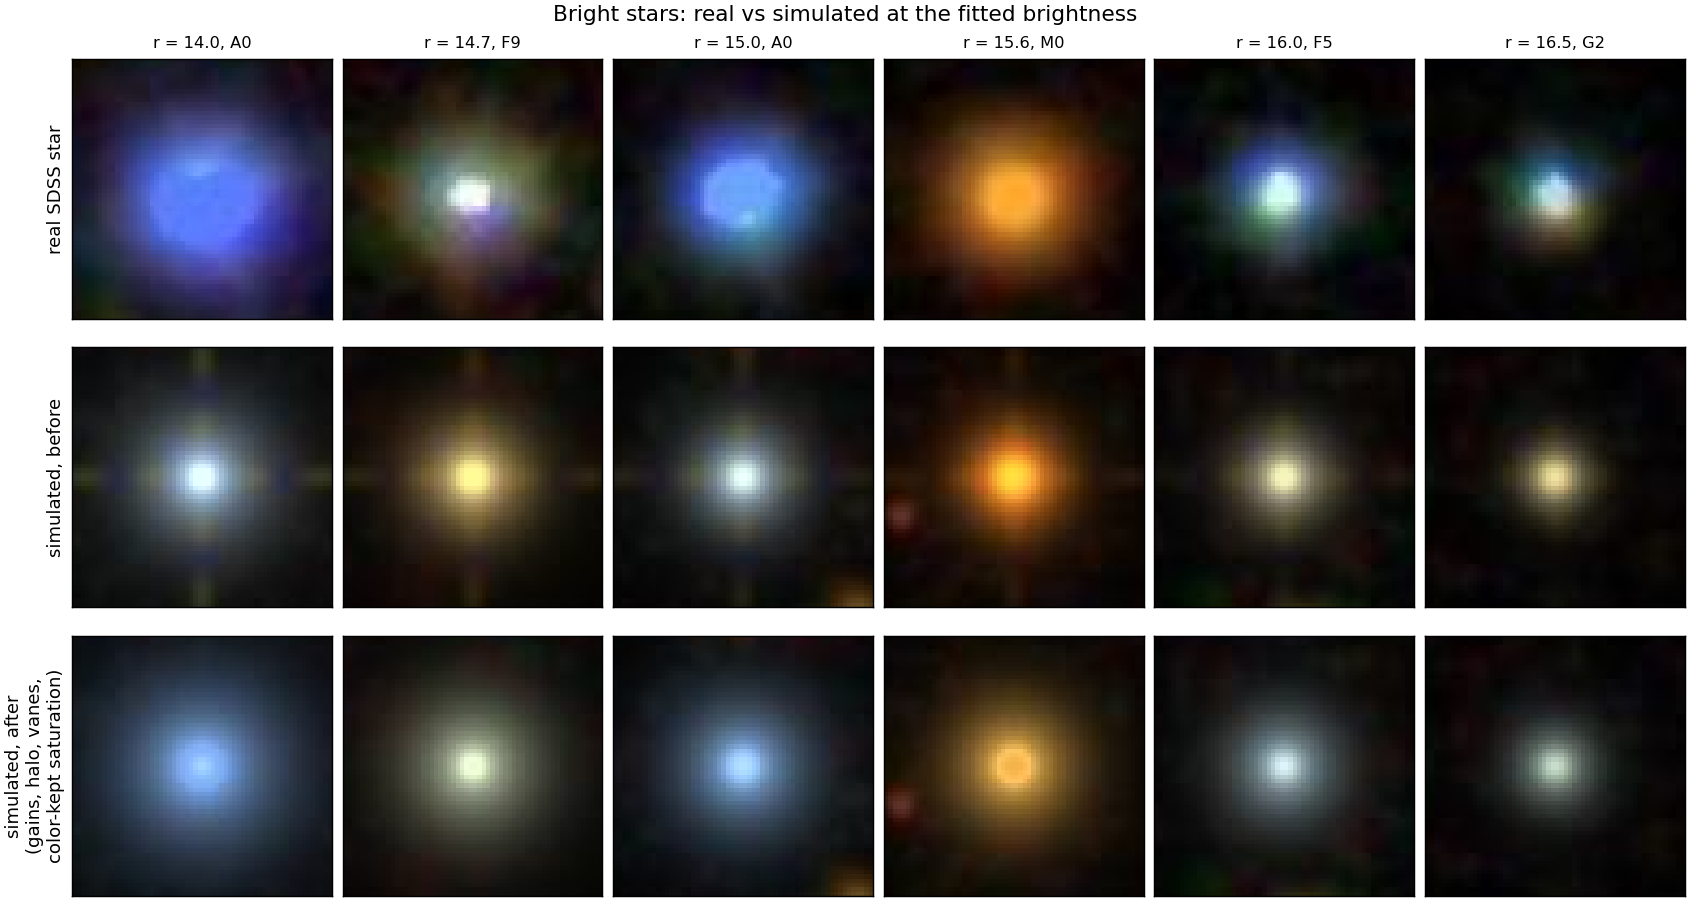 Bright stars: real vs simulated at the fitted brightness
r = 14.0, A0
r = 14.7, F9
r = 15.0, A0
r = 15.6, M0
r = 16.0, F5
r = 16.5, G2
real SDSS star
simulated, before
simulated, after
(gains, halo, vanes,
color-kept saturation)